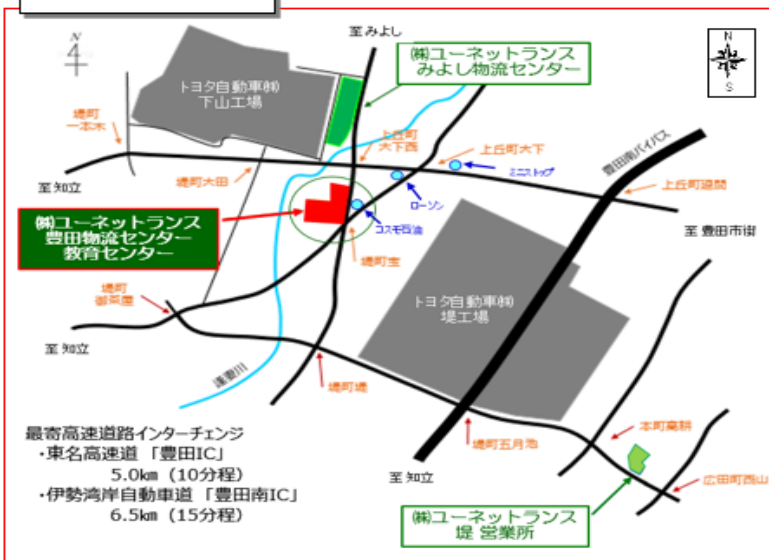 至 みよし
N
4
N
S
(株)ユーネットランス
みよし物流センター
トヨタ自動車(株)
下山工場
堤町
一本木
上丘町
大下西
上丘町大下
豊田南バイパス
ミニストップ
至 知立
堤町大田
ローソン
上丘町迫間
(株)ユーネットランス
豊田物流センター
教育センター
コスモ石油
至 豊田市街
堤町宝
堤町
御茶屋
トヨタ自動車(株)
堤工場
至 知立
逢妻川
堤町堤
最寄高速道路インターチェンジ
・東名高速道 「豊田IC」
5.0km (10分程)
・伊勢湾岸自動車道 「豊田南IC」
6.5km (15分程)
堤町五月池
本町高耕
至 知立
広田町西山
(株)ユーネットランス
堤 営業所